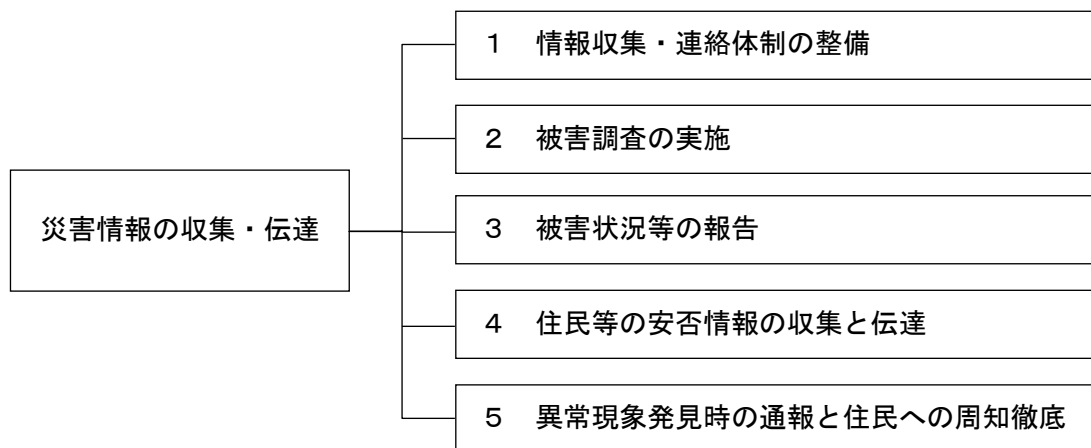 災害情報の収集・伝達
1 情報収集・連絡体制の整備
2 被害調査の実施
3 被害状況等の報告
4 住民等の安否情報の収集と伝達
5 異常現象発見時の通報と住民への周知徹底